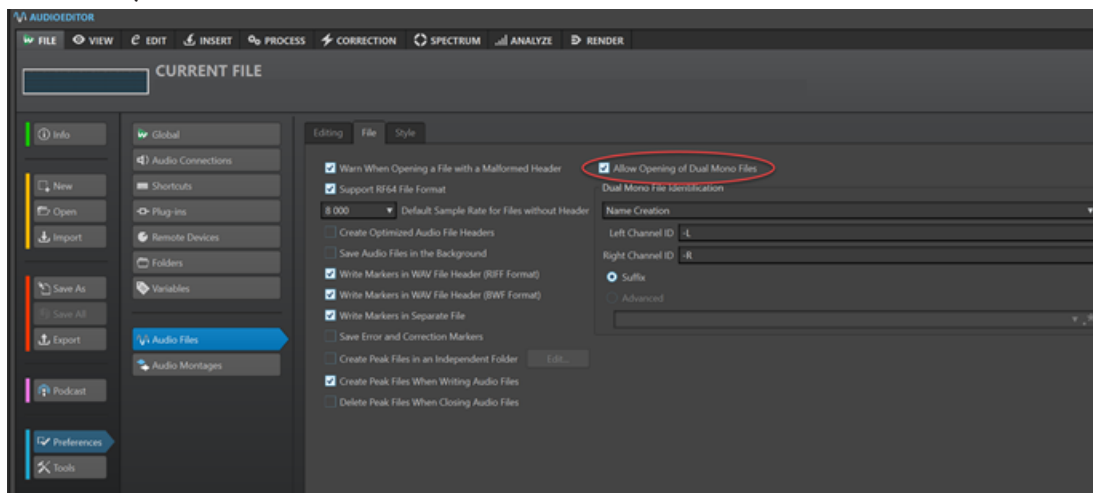 AUDIOEDITOR
FILE VIEW EDIT INSERT PROCESS CORRECTION SPECTRUM ANALYZE RENDER
CURRENT FILE
Info
New
Open
Import
Save As
Save All
Export
Podcast
Preferences
Tools
Global
Audio Connections
Shortcuts
Plug-ins
Remote Devices
Folders
Variables
Audio Files
Audio Montages
Editing File Style
Warn When Opening a File with a Malformed Header
Support RF64 File Format
8 000 Default Sample Rate for Files without Header
Create Optimized Audio File Headers
Save Audio Files in the Background
Write Markers in WAV File Header (RIFF Format)
Write Markers in WAV File Header (BWF Format)
Write Markers in Separate File
Save Error and Correction Markers
Create Peak Files in an Independent Folder Edit...
Create Peak Files When Writing Audio Files
Delete Peak Files When Closing Audio Files
Allow Opening of Dual Mono Files
Dual Mono File Identification
Name Creation
Left Channel ID -L
Right Channel ID -R
Suffix
Advanced